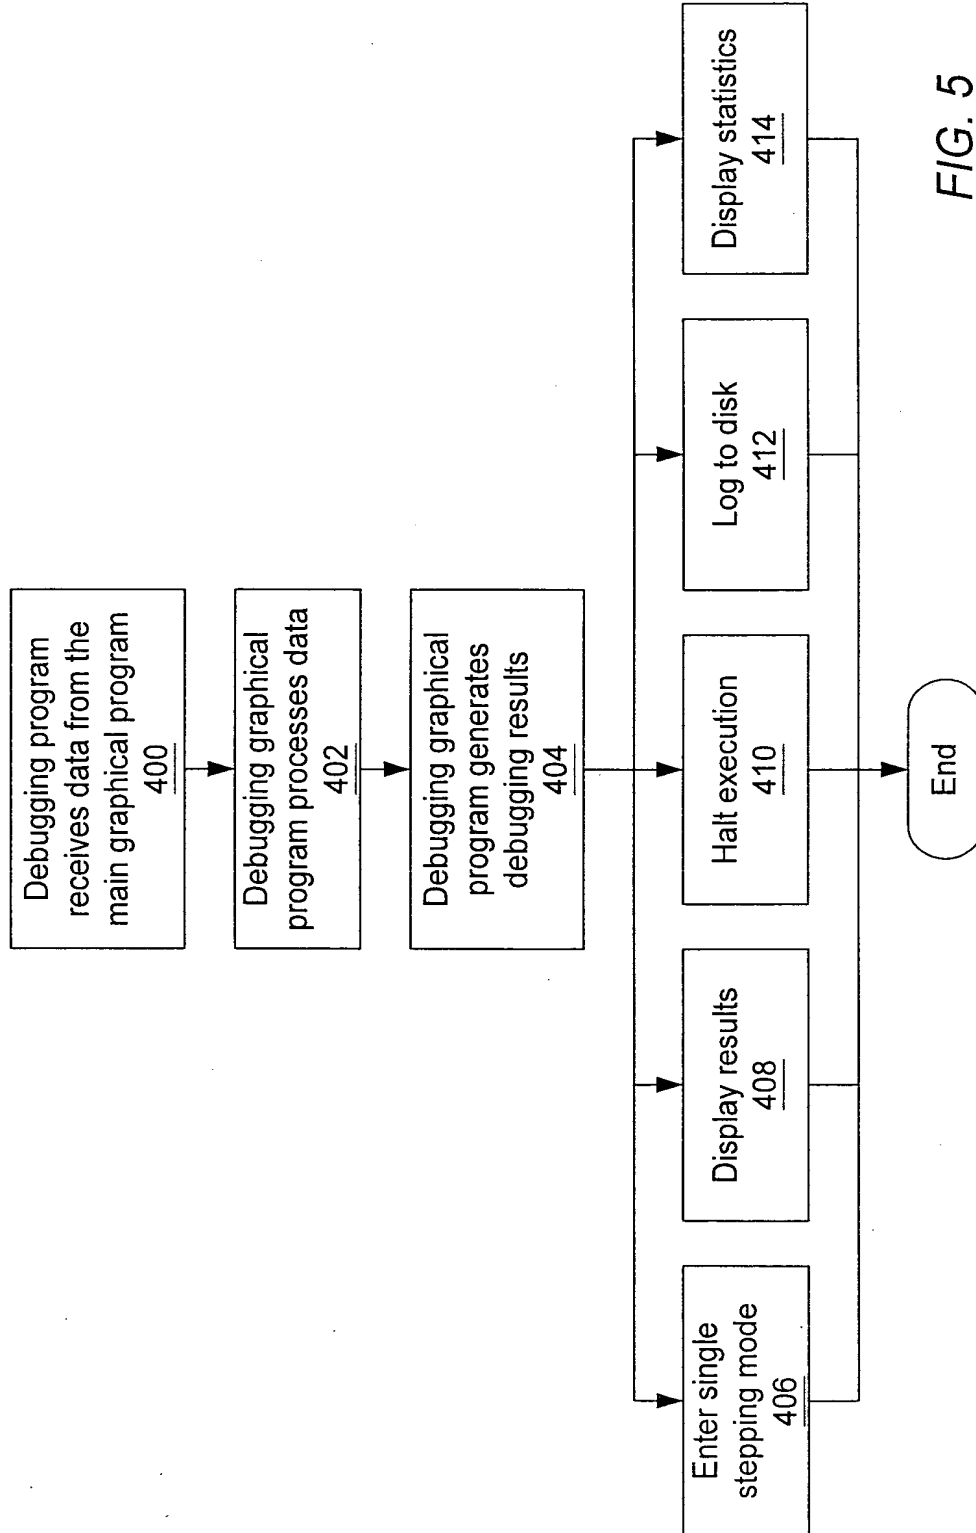 Debugging program
receives data from the
main graphical program
400
Debugging graphical
program processes data
402
Debugging graphical
program generates
debugging results
404
Enter single
stepping mode
406
Display results
408
Halt execution
410
Log to disk
412
Display statistics
414
End
FIG. 5